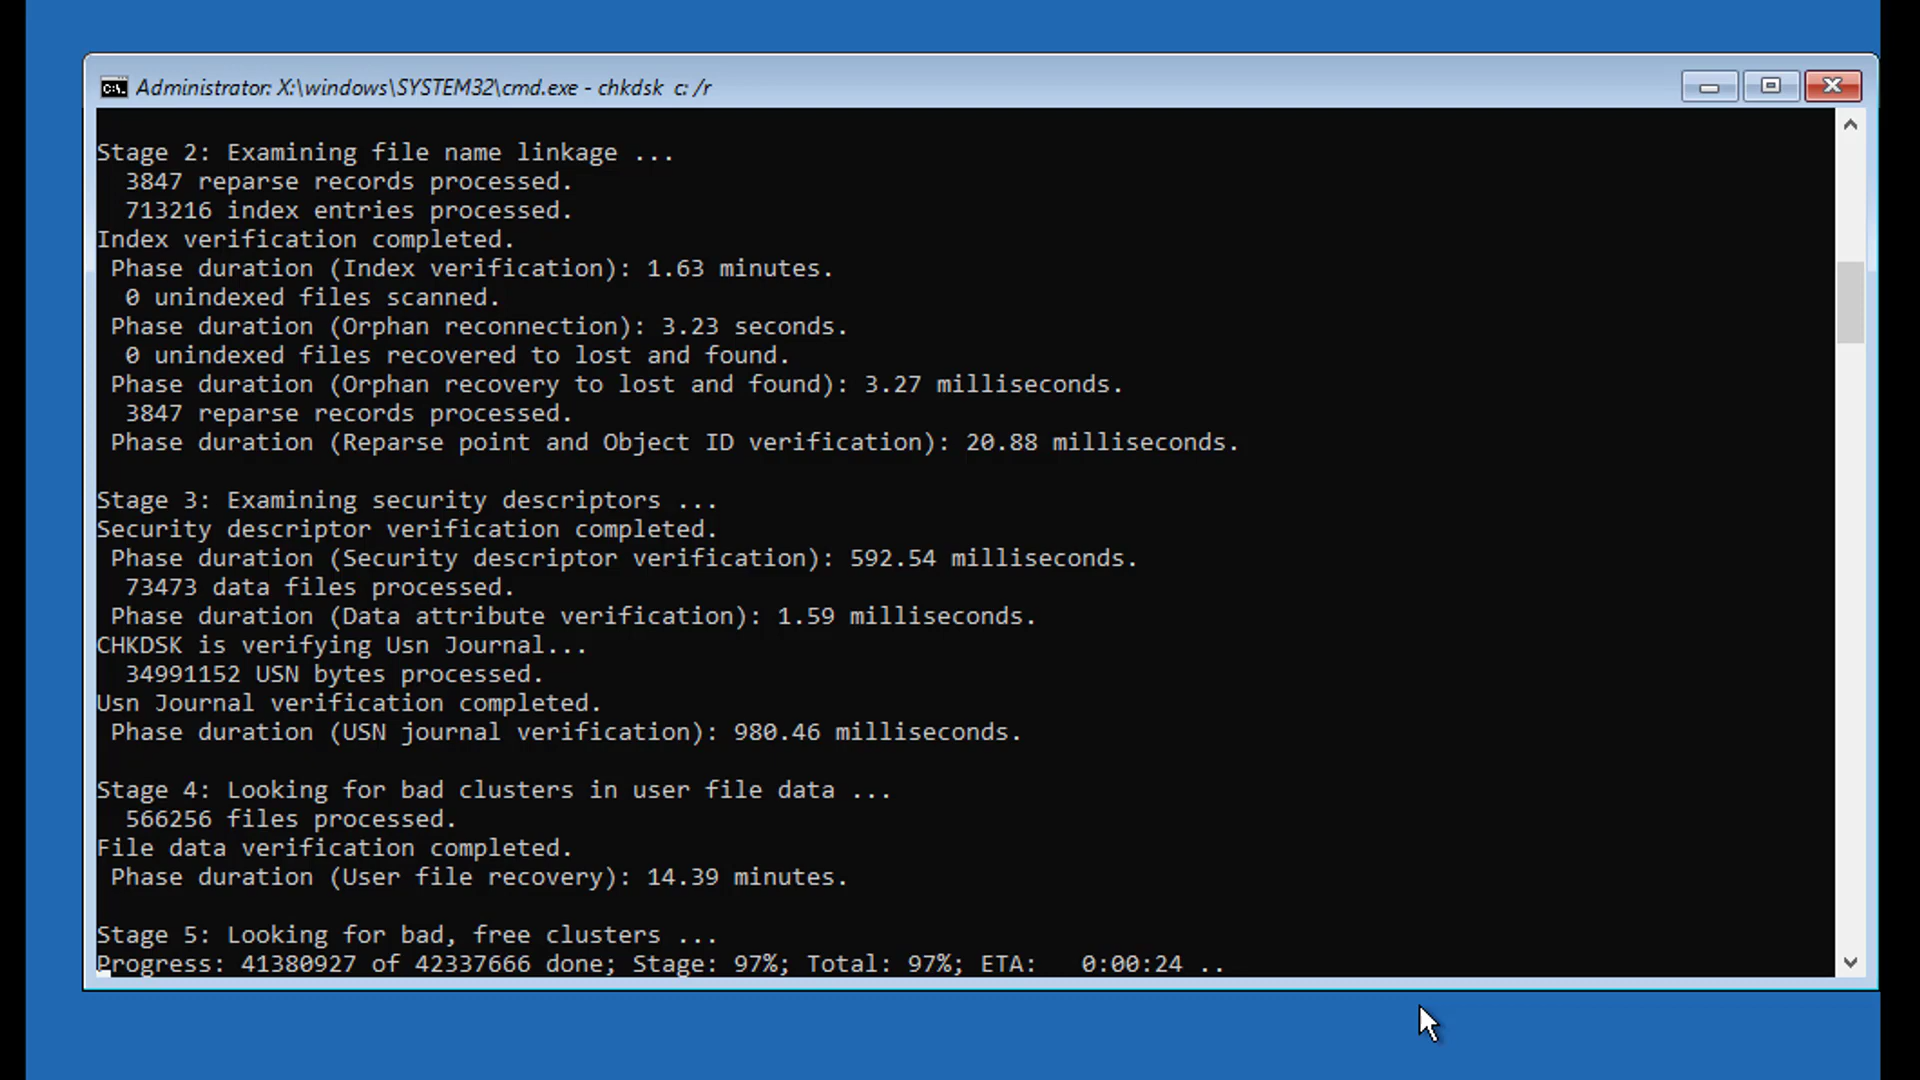 Administrator: X:\windows\SYSTEM32\cmd.exe - chkdsk  c: /r
Stage 2: Examining file name linkage ...
  3847 reparse records processed.
  713216 index entries processed.
Index verification completed.
 Phase duration (Index verification): 1.63 minutes.
  0 unindexed files scanned.
 Phase duration (Orphan reconnection): 3.23 seconds.
  0 unindexed files recovered to lost and found.
 Phase duration (Orphan recovery to lost and found): 3.27 milliseconds.
  3847 reparse records processed.
 Phase duration (Reparse point and Object ID verification): 20.88 milliseconds.
Stage 3: Examining security descriptors ...
Security descriptor verification completed.
 Phase duration (Security descriptor verification): 592.54 milliseconds.
  73473 data files processed.
 Phase duration (Data attribute verification): 1.59 milliseconds.
CHKDSK is verifying Usn Journal...
  34991152 USN bytes processed.
Usn Journal verification completed.
 Phase duration (USN journal verification): 980.46 milliseconds.
Stage 4: Looking for bad clusters in user file data ...
  566256 files processed.
File data verification completed.
 Phase duration (User file recovery): 14.39 minutes.
Stage 5: Looking for bad, free clusters ...
Progress: 41380927 of 42337666 done; Stage: 97%; Total: 97%; ETA:   0:00:24 ..